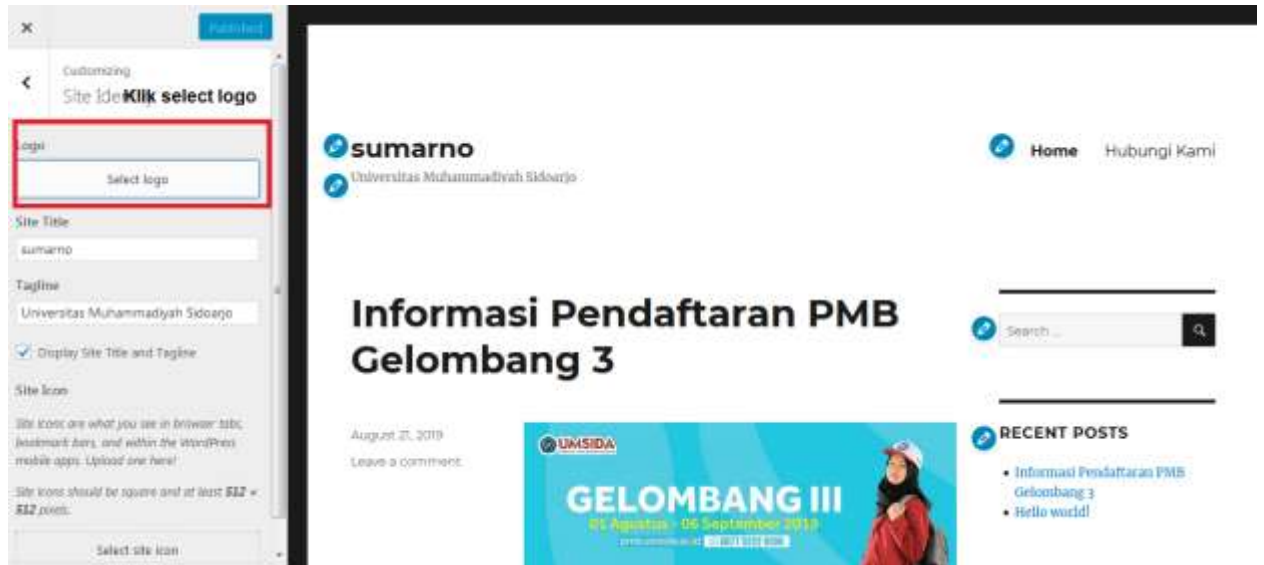 Published
Customizing
Site Ide
Klik select logo
Logo
Select logo
Site Title
sumarno
Tagline
Universitas Muhammadiyah Sidoarjo
Display Site Title and Tagline
Site Icon
Site Icons are what you see in browser tabs,
bookmark bars, and within the WordPress
mobile apps. Upload one here!
Site Icons should be square and at least 512 ×
512 pixels.
Select site icon
sumarno
Universitas Muhammadiyah Sidoarjo
Home Hubungi Kami
Informasi Pendaftaran PMB
Gelombang 3
August 21, 2019
Leave a comment
UMSIDA
GELOMBANG III
01 Agustus - 06 September 2019
Search ...
RECENT POSTS
Informasi Pendaftaran PMB
Gelombang 3
Hello world!